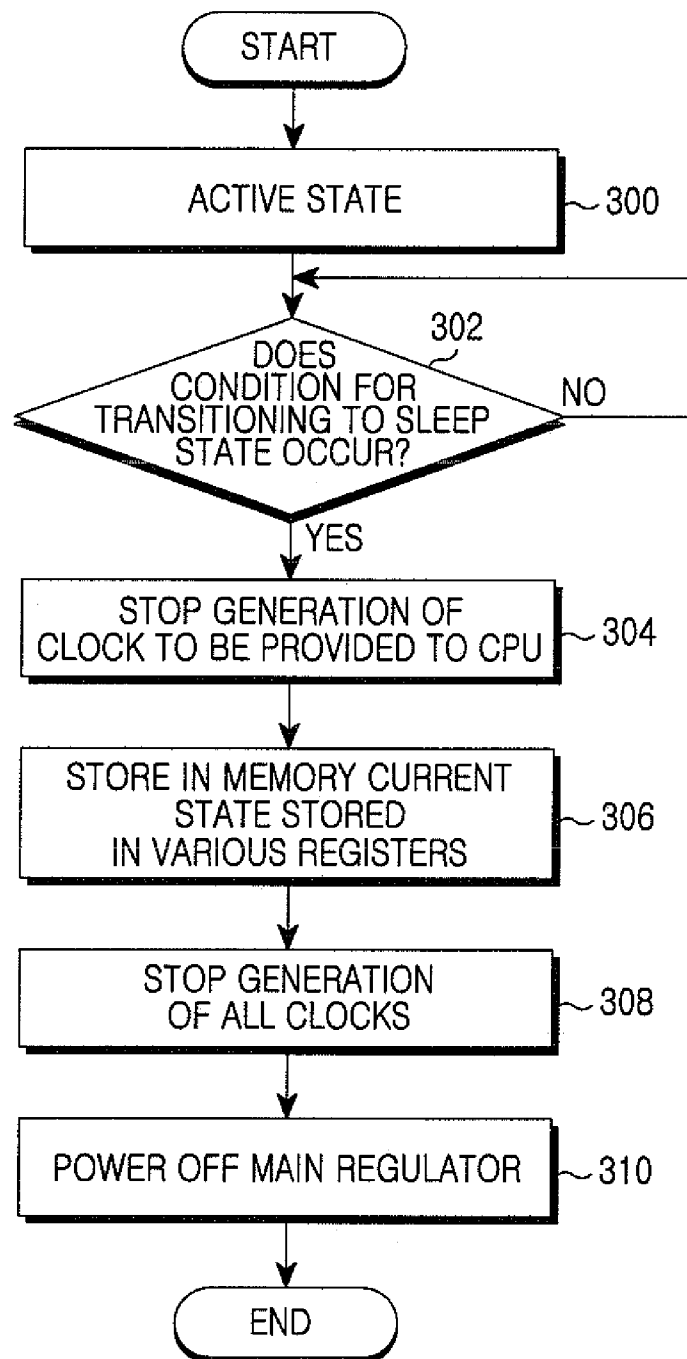 START
ACTIVE STATE
300
302
DOES
CONDITION FOR
TRANSITIONING TO SLEEP
STATE OCCUR?
NO
YES
STOP GENERATION OF
CLOCK TO BE PROVIDED TO CPU
304
STORE IN MEMORY CURRENT
STATE STORED
IN VARIOUS REGISTERS
306
STOP GENERATION
OF ALL CLOCKS
308
POWER OFF MAIN REGULATOR
310
END